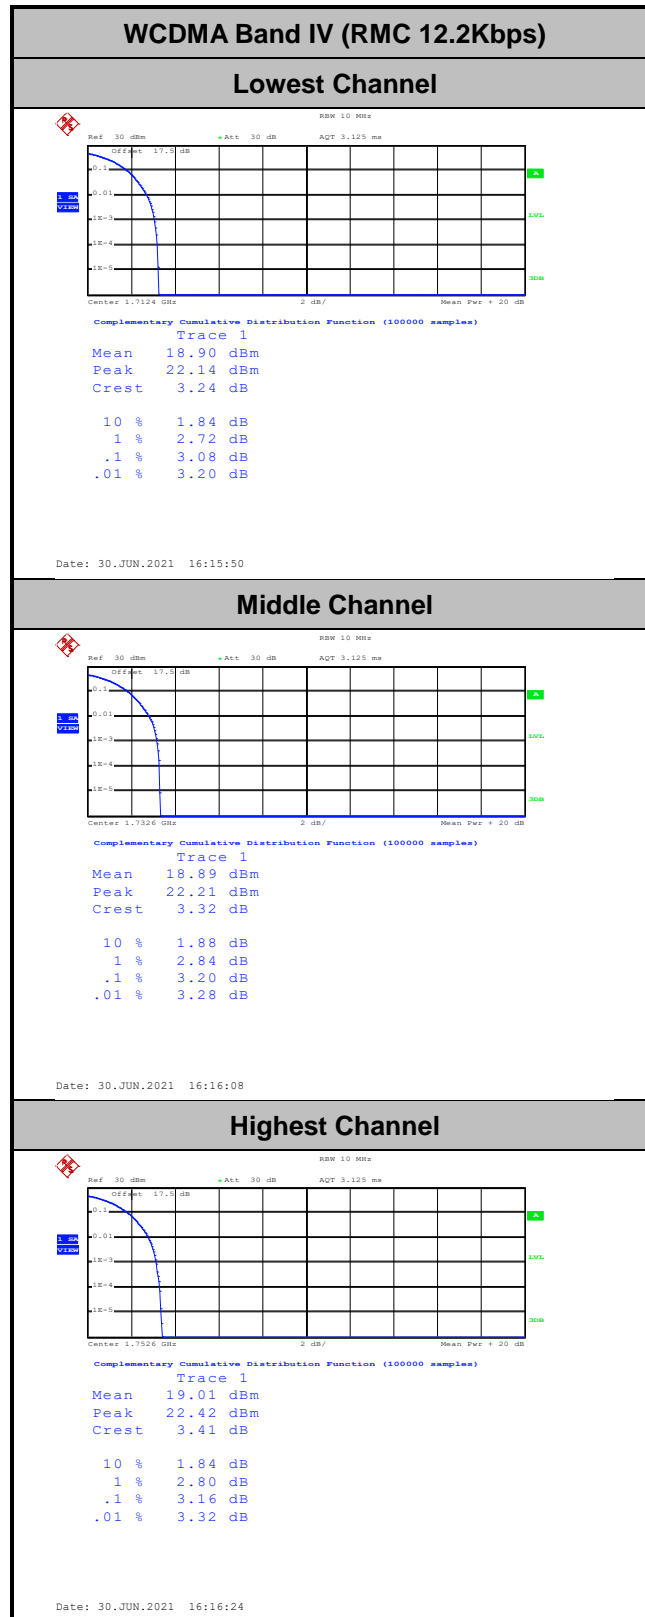 WCDMA Band IV (RMC 12.2Kbps)
Lowest Channel
RBW 10 MHz
Ref 30 dBm *Att 30 dB AQT 3.125 ms
Offset 17.5 dB
0.1
A
0.01
1 SA
VIEW
1E-3
LVL
1E-4
1E-5
3DB
Center 1.7124 GHz 2 dB/ Mean Pwr + 20 dB
Complementary Cumulative Distribution Function (100000 samples)
Trace 1
Mean 18.90 dBm
Peak 22.14 dBm
Crest 3.24 dB
10 % 1.84 dB
1 % 2.72 dB
.1 % 3.08 dB
.01 % 3.20 dB
Date: 30.JUN.2021 16:15:50
Middle Channel
RBW 10 MHz
Ref 30 dBm *Att 30 dB AQT 3.125 ms
Offset 17.5 dB
0.1
A
0.01
1 SA
VIEW
1E-3
LVL
1E-4
1E-5
3DB
Center 1.7326 GHz 2 dB/ Mean Pwr + 20 dB
Complementary Cumulative Distribution Function (100000 samples)
Trace 1
Mean 18.89 dBm
Peak 22.21 dBm
Crest 3.32 dB
10 % 1.88 dB
1 % 2.84 dB
.1 % 3.20 dB
.01 % 3.28 dB
Date: 30.JUN.2021 16:16:08
Highest Channel
RBW 10 MHz
Ref 30 dBm *Att 30 dB AQT 3.125 ms
Offset 17.5 dB
0.1
A
0.01
1 SA
VIEW
1E-3
LVL
1E-4
1E-5
3DB
Center 1.7526 GHz 2 dB/ Mean Pwr + 20 dB
Complementary Cumulative Distribution Function (100000 samples)
Trace 1
Mean 19.01 dBm
Peak 22.42 dBm
Crest 3.41 dB
10 % 1.84 dB
1 % 2.80 dB
.1 % 3.16 dB
.01 % 3.32 dB
Date: 30.JUN.2021 16:16:24